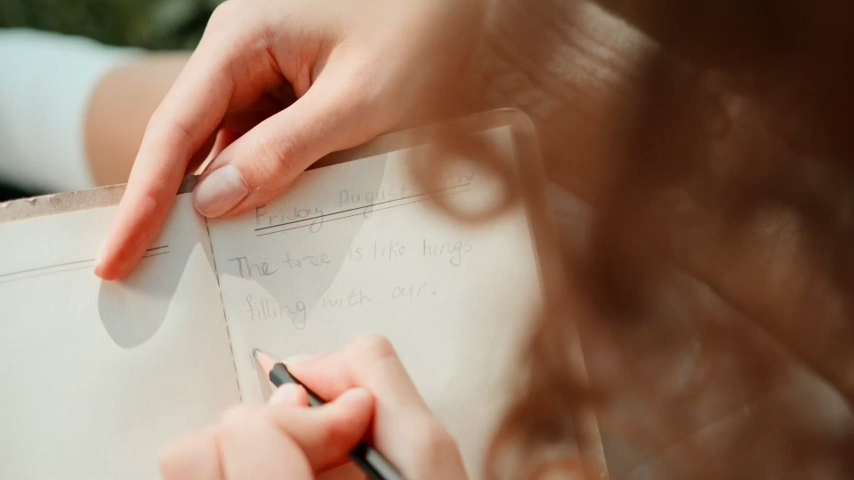 Friday August
The tree is like lungs
filling with air.